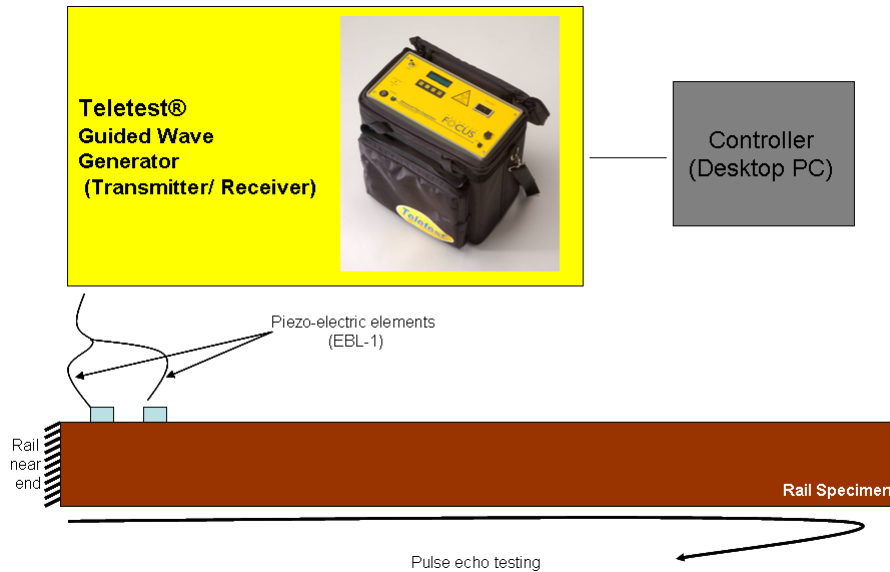 Teletest®
Guided Wave
Generator
(Transmitter/ Receiver)
FOCUS
Teletest
Controller
(Desktop PC)
Piezo-electric elements
(EBL-1)
Rail
near
end
Rail Specimen
Pulse echo testing